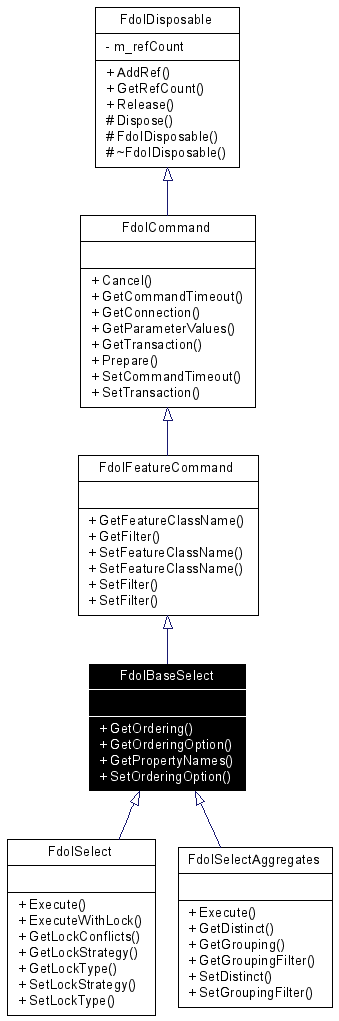 FdoIDisposable
- m_refCount
+ AddRef()
+ GetRefCount()
+ Release()
# Dispose()
# FdoIDisposable()
# ~FdoIDisposable()
FdoICommand
+ Cancel()
+ GetCommandTimeout()
+ GetConnection()
+ GetParameterValues()
+ GetTransaction()
+ Prepare()
+ SetCommandTimeout()
+ SetTransaction()
FdoIFeatureCommand
+ GetFeatureClassName()
+ GetFilter()
+ SetFeatureClassName()
+ SetFeatureClassName()
+ SetFilter()
+ SetFilter()
FdoIBaseSelect
+ GetOrdering()
+ GetOrderingOption()
+ GetPropertyNames()
+ SetOrderingOption()
FdoISelect
+ Execute()
+ ExecuteWithLock()
+ GetLockConflicts()
+ GetLockStrategy()
+ GetLockType()
+ SetLockStrategy()
+ SetLockType()
FdoISelectAggregates
+ Execute()
+ GetDistinct()
+ GetGrouping()
+ GetGroupingFilter()
+ SetDistinct()
+ SetGroupingFilter()